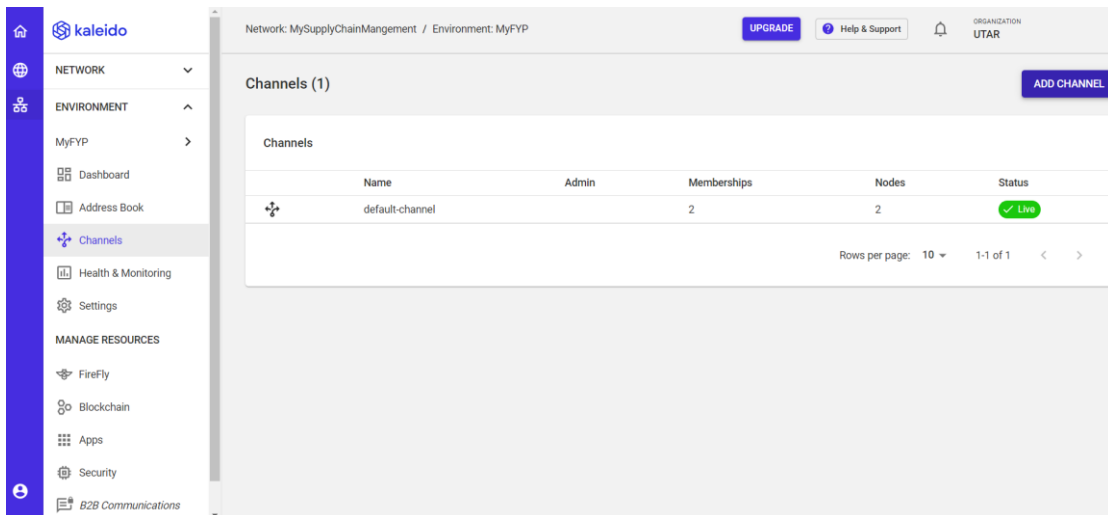 kaleido
Network: MySupplyChainMangement / Environment: MyFYP
UPGRADE
? Help & Support
ORGANIZATION
UTAR
NETWORK
ENVIRONMENT
MyFYP
Dashboard
Address Book
Channels
Health & Monitoring
Settings
MANAGE RESOURCES
FireFly
Blockchain
Apps
Security
B2B Communications
Channels (1)
ADD CHANNEL
Channels
Name Admin Memberships Nodes Status
default-channel 2 2 Live
Rows per page: 10 1-1 of 1